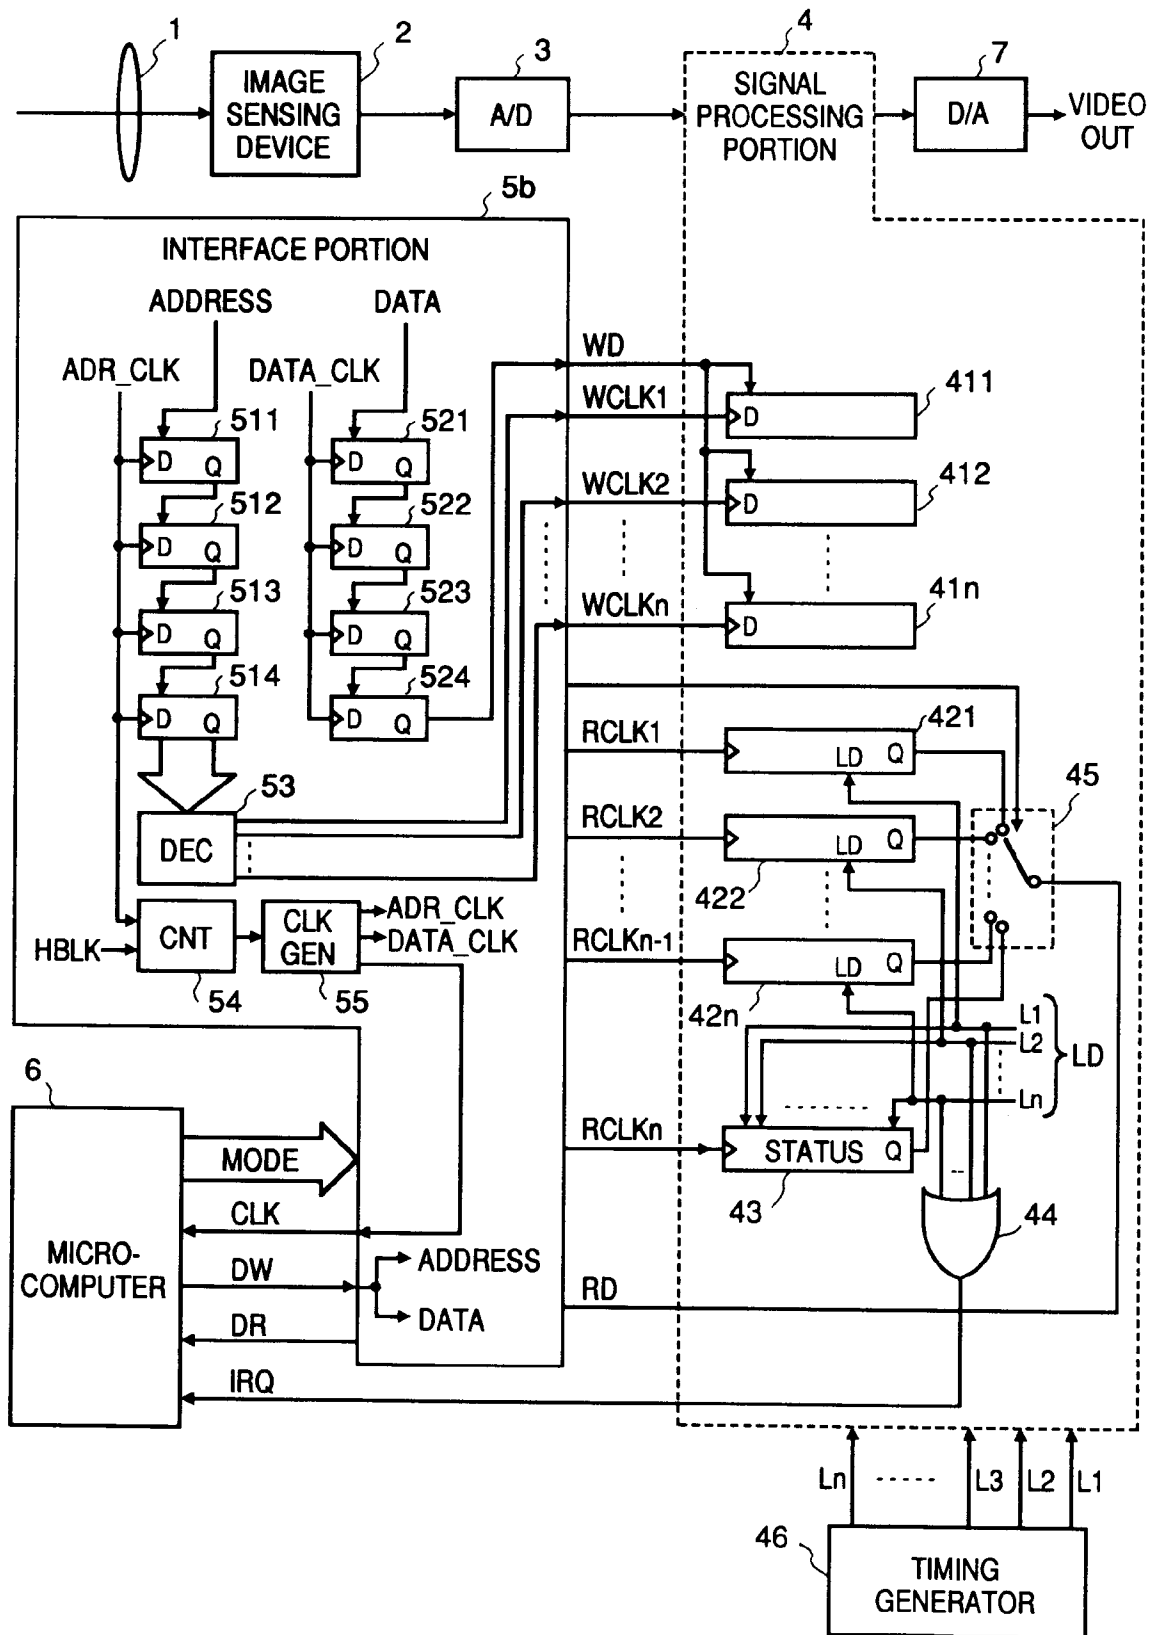 1
2
3
4
7
IMAGE
SENSING
DEVICE
A/D
SIGNAL
PROCESSING
PORTION
D/A
VIDEO
OUT
5b
INTERFACE PORTION
ADDRESS
DATA
ADR_CLK
DATA_CLK
WD
WCLK1
WCLK2
WCLKn
511
D Q
512
D Q
513
D Q
514
D Q
521
D Q
522
D Q
523
D Q
524
D Q
411
D
412
D
41n
D
53
DEC
CNT
HBLK
54
CLK
GEN
55
ADR_CLK
DATA_CLK
RCLK1
RCLK2
RCLKn-1
RCLKn
421
LD Q
422
LD Q
42n
LD Q
45
L1
L2
Ln
LD
STATUS Q
43
44
6
MICRO-
COMPUTER
MODE
CLK
DW
DR
IRQ
ADDRESS
DATA
RD
Ln
L3
L2
L1
46
TIMING
GENERATOR